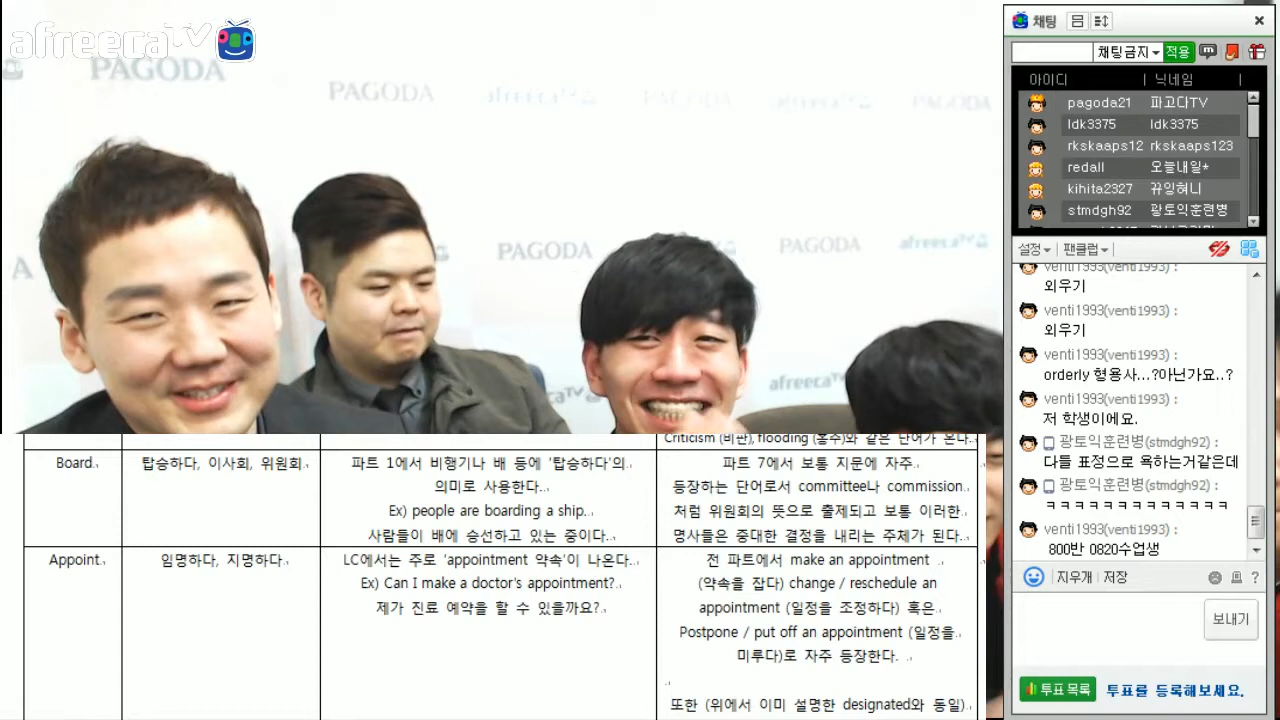 afreecaTV
PAGODA
PAGODA
afreecaTV
PAGODA
afreecaTV
PAGODA
A
PAGODA
PAGODA
afreecaTV
afreecaTV
Criticism (비판), flooding (홍수)와 같은 단어가 온다.
Board
탑승하다, 이사회, 위원회
파트 1에서 비행기나 배 등에 '탑승하다'의
의미로 사용한다.
Ex) people are boarding a ship.
사람들이 배에 승선하고 있는 중이다.
파트 7에서 보통 지문에 자주
등장하는 단어로서 committee나 commission
처럼 위원회의 뜻으로 출제되고 보통 이러한
명사들은 중대한 결정을 내리는 주체가 된다.
Appoint
임명하다, 지명하다
LC에서는 주로 'appointment 약속'이 나온다.
Ex) Can I make a doctor's appointment?
제가 진료 예약을 할 수 있을까요?
전 파트에서 make an appointment
(약속을 잡다) change / reschedule an
appointment (일정을 조정하다) 혹은
Postpone / put off an appointment (일정을
미루다)로 자주 등장한다.
또한 (위에서 이미 설명한 designated와 동일)
채팅
채팅금지 적용
아이디 | 닉네임 |
pagoda21 파고다TV
ldk3375 ldk3375
rkskaaps12 rkskaaps123
redall 오늘내일*
kihita2327 뀨잉혀니
stmdgh92 광토익훈련병
설정 | 팬클럽 |
venti1993(venti1993) :
외우기
venti1993(venti1993) :
외우기
venti1993(venti1993) :
orderly 형용사...?아닌가요..?
venti1993(venti1993) :
저 학생이에요.
광토익훈련병(stmdgh92) :
다들 표정으로 욕하는거같은데
광토익훈련병(stmdgh92) :
ㅋㅋㅋㅋㅋㅋㅋㅋㅋㅋㅋㅋ
venti1993(venti1993) :
800반 0820수업생
지우개 | 저장
?
보내기
투표목록 투표를 등록해보세요.